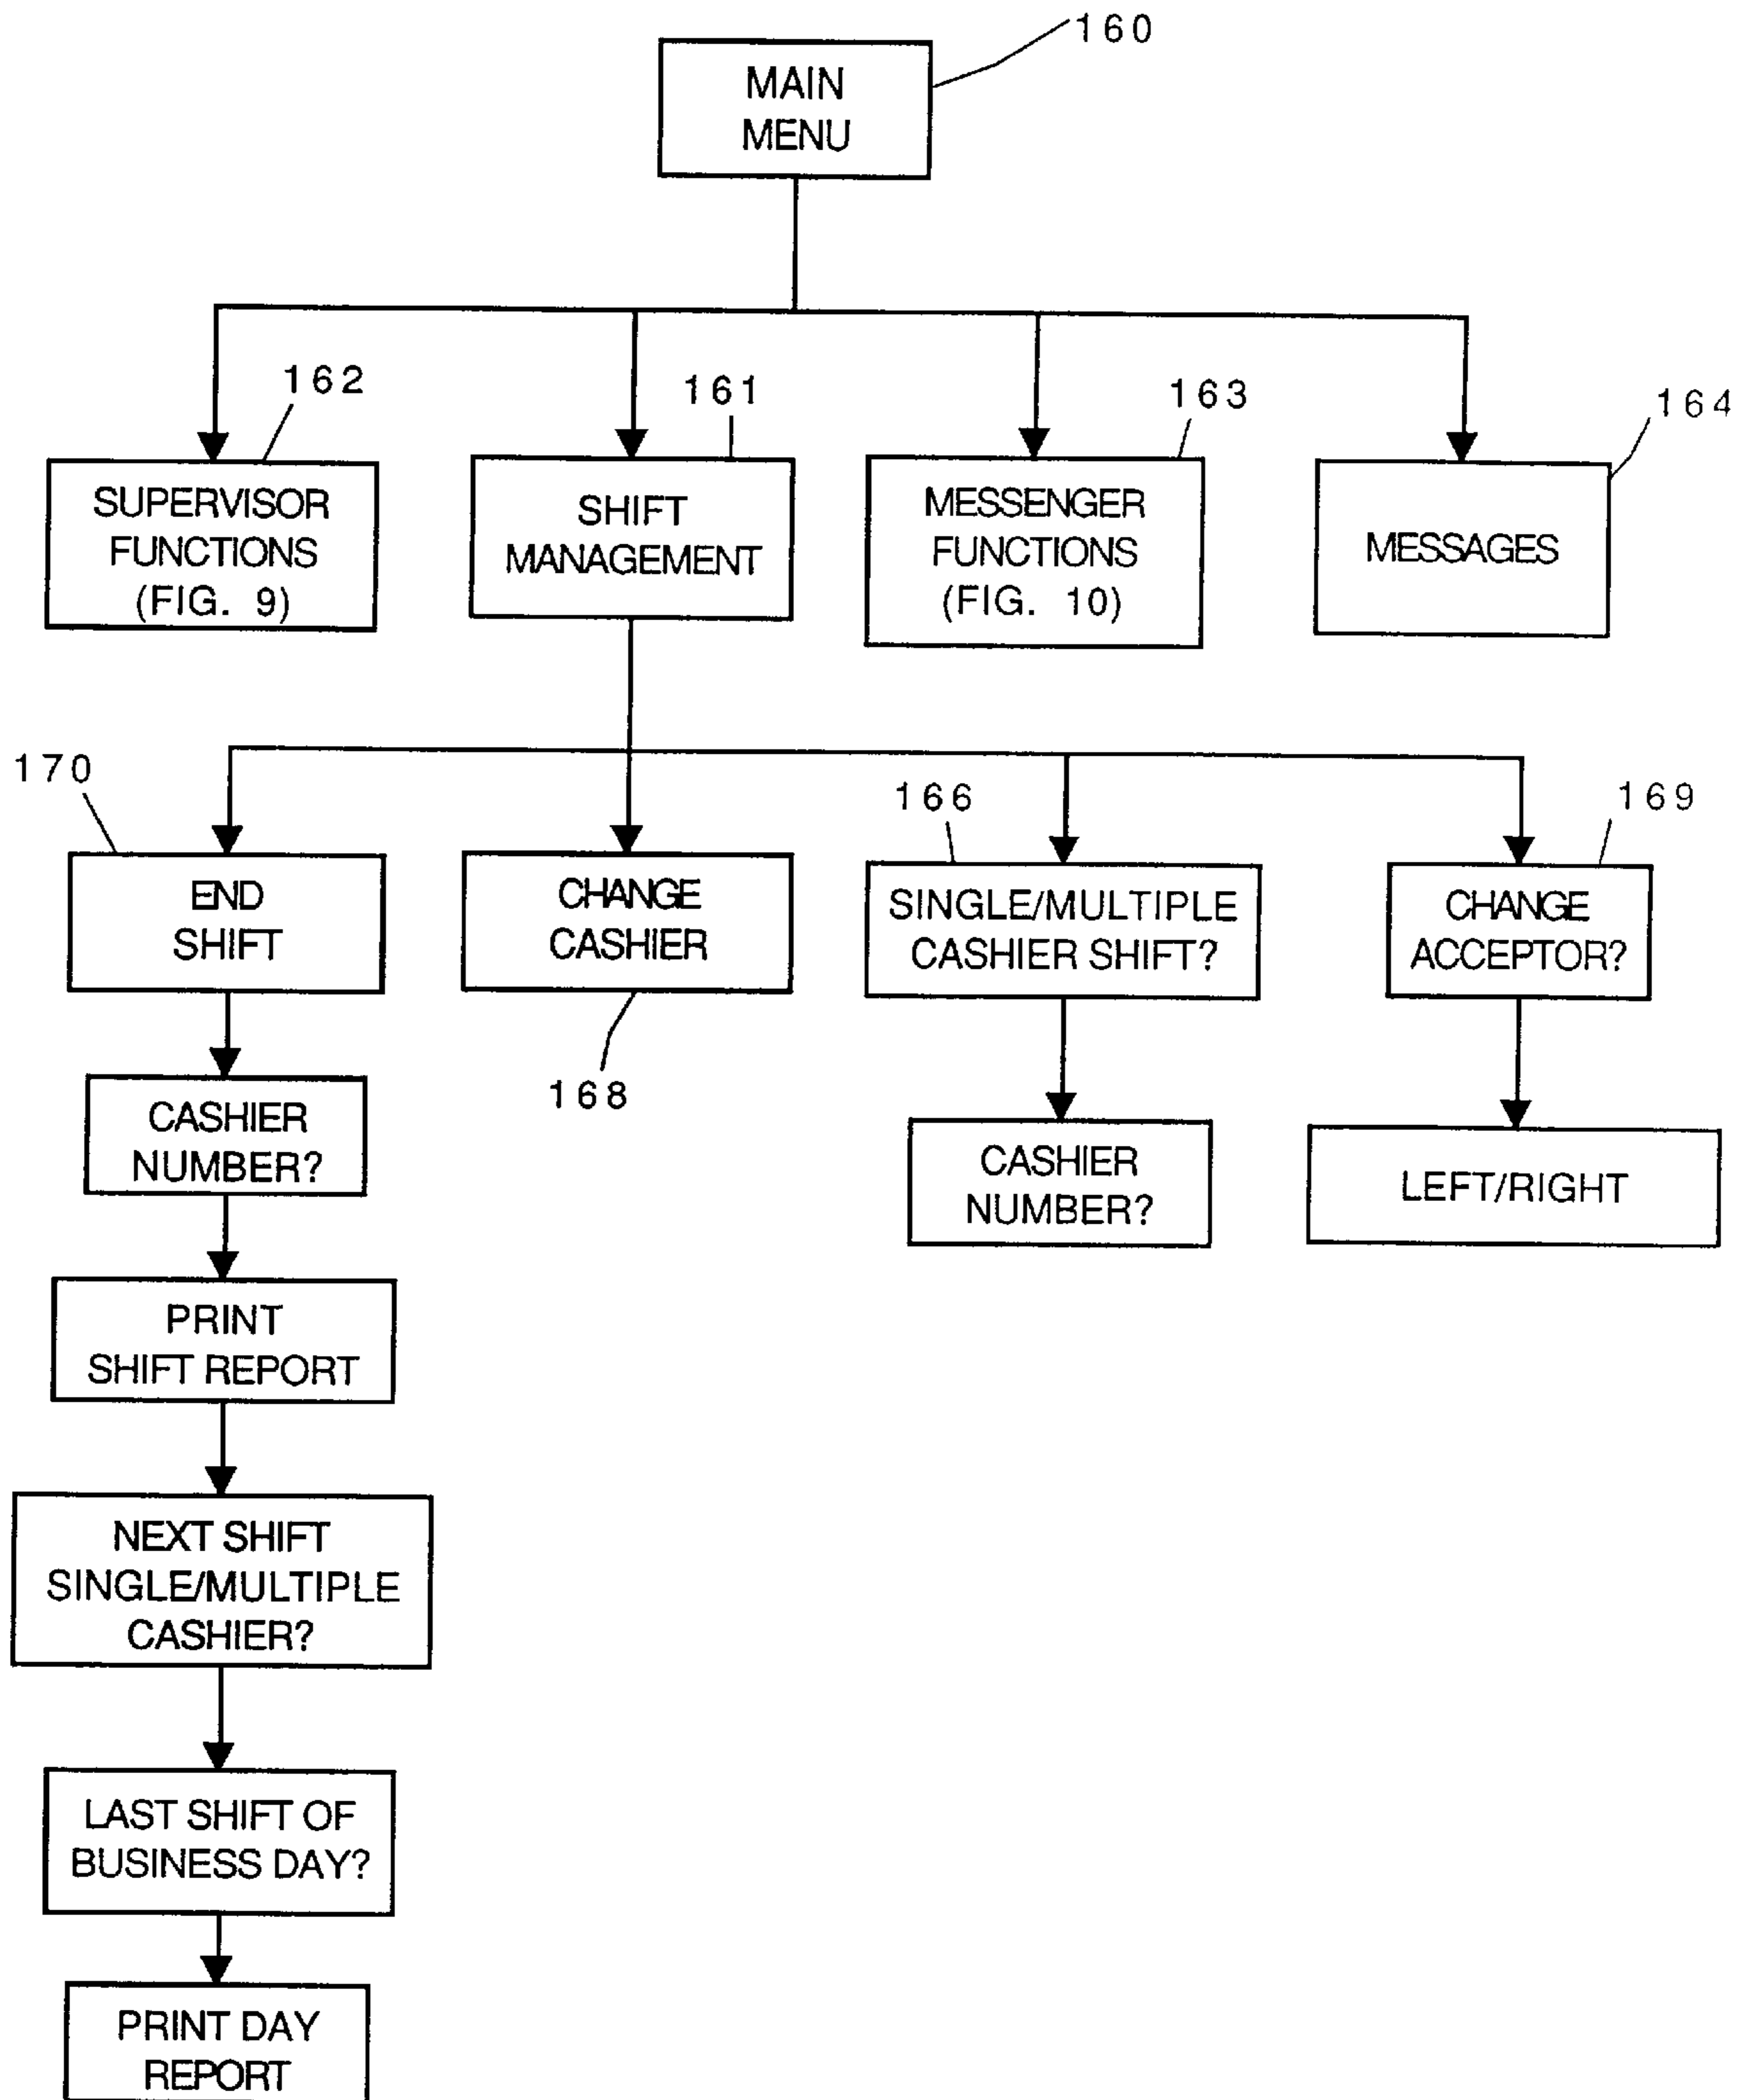 160
MAIN
MENU
162
161
163
164
SUPERVISOR
FUNCTIONS
(FIG. 9)
SHIFT
MANAGEMENT
MESSENGER
FUNCTIONS
(FIG. 10)
MESSAGES
170
166
169
END
SHIFT
CHANGE
CASHIER
SINGLE/MULTIPLE
CASHIER SHIFT?
CHANGE
ACCEPTOR?
168
CASHIER
NUMBER?
CASHIER
NUMBER?
LEFT/RIGHT
PRINT
SHIFT REPORT
NEXT SHIFT
SINGLE/MULTIPLE
CASHIER?
LAST SHIFT OF
BUSINESS DAY?
PRINT DAY
REPORT